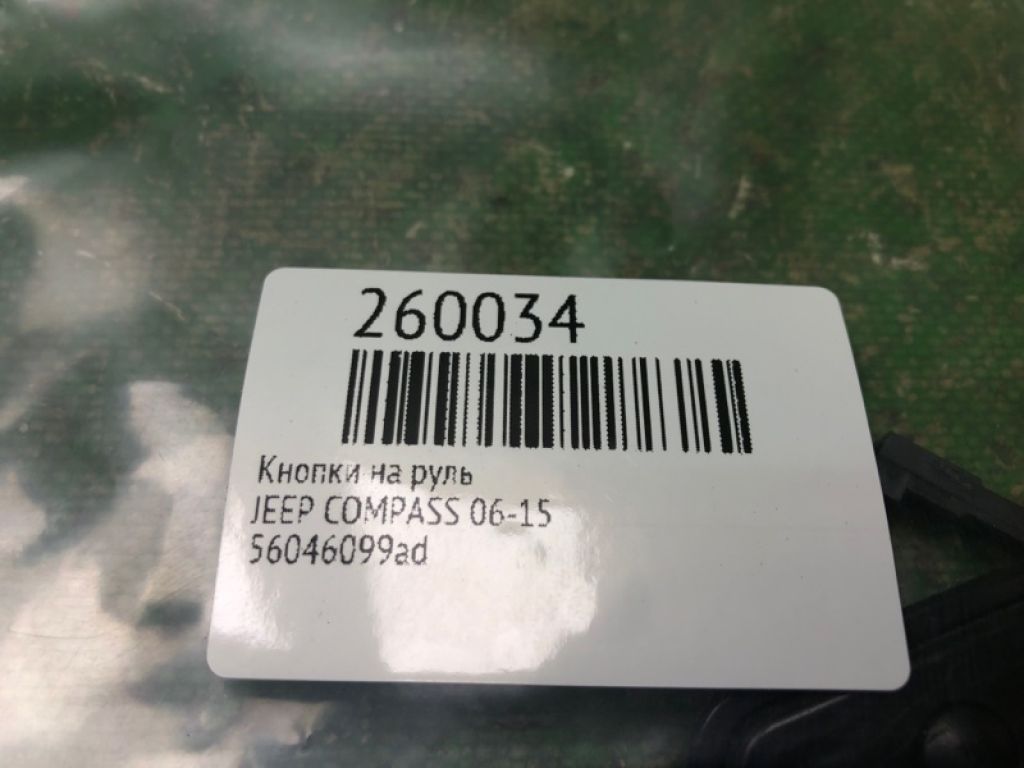 260034
Кнопки на руль
JEEP COMPASS 06-15
56046099ad